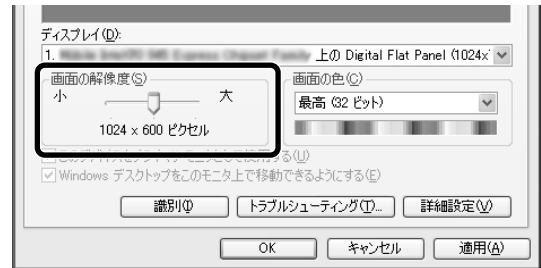 ディスプレイ(D):
1. 上の Digital Flat Panel (1024x
画面の解像度(S)
小 大
1024 x 600 ピクセル
画面の色(C)
最高 (32 ビット)
する(U)
Windows デスクトップをこのモニタ上で移動できるようにする(E)
識別(I) トラブルシューティング(T)... 詳細設定(V)
OK キャンセル 適用(A)